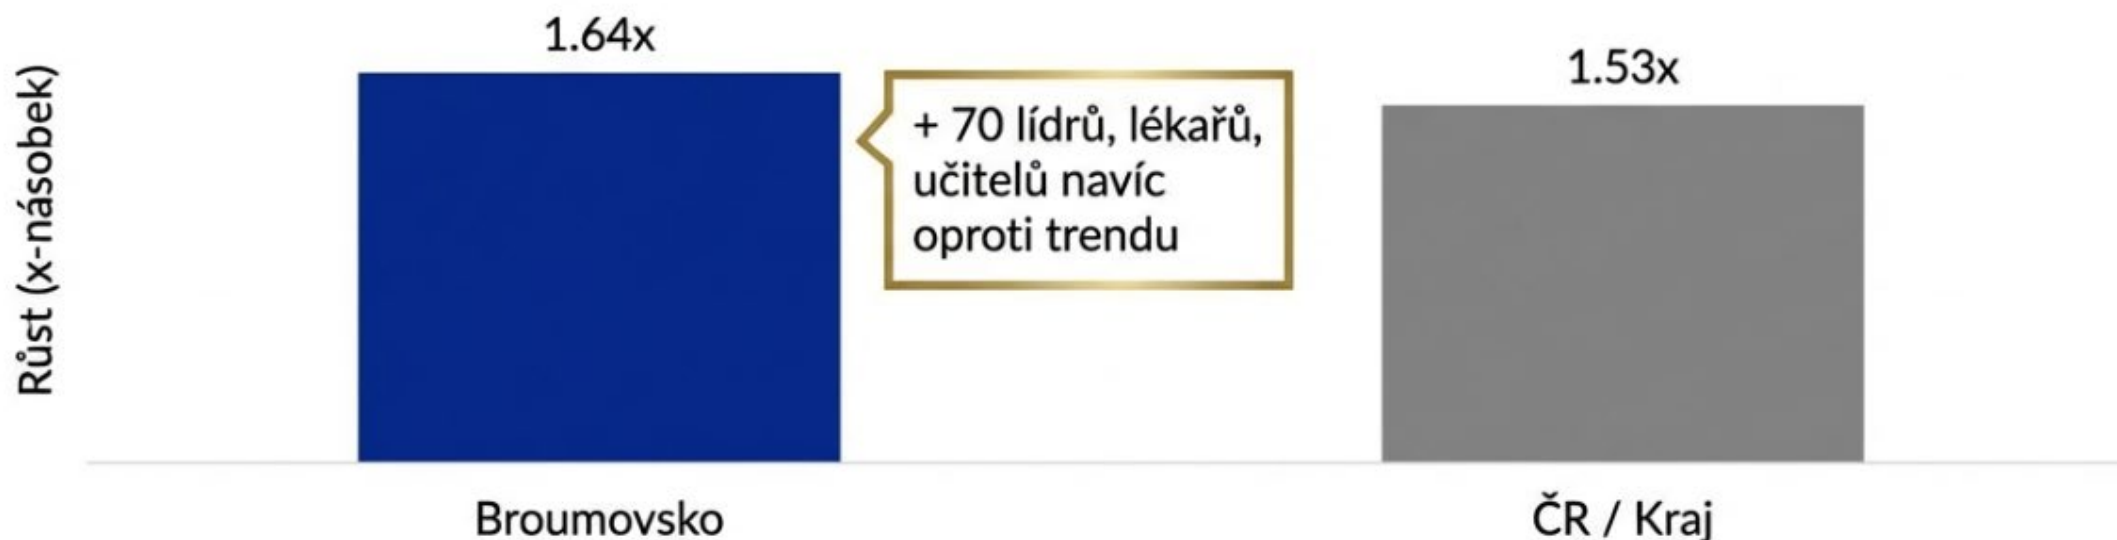 Růst (x-násobek)
1.64x
+ 70 lídrů, lékařů,
učitelů navíc
oproti trendu
1.53x
Broumovsko
ČR / Kraj